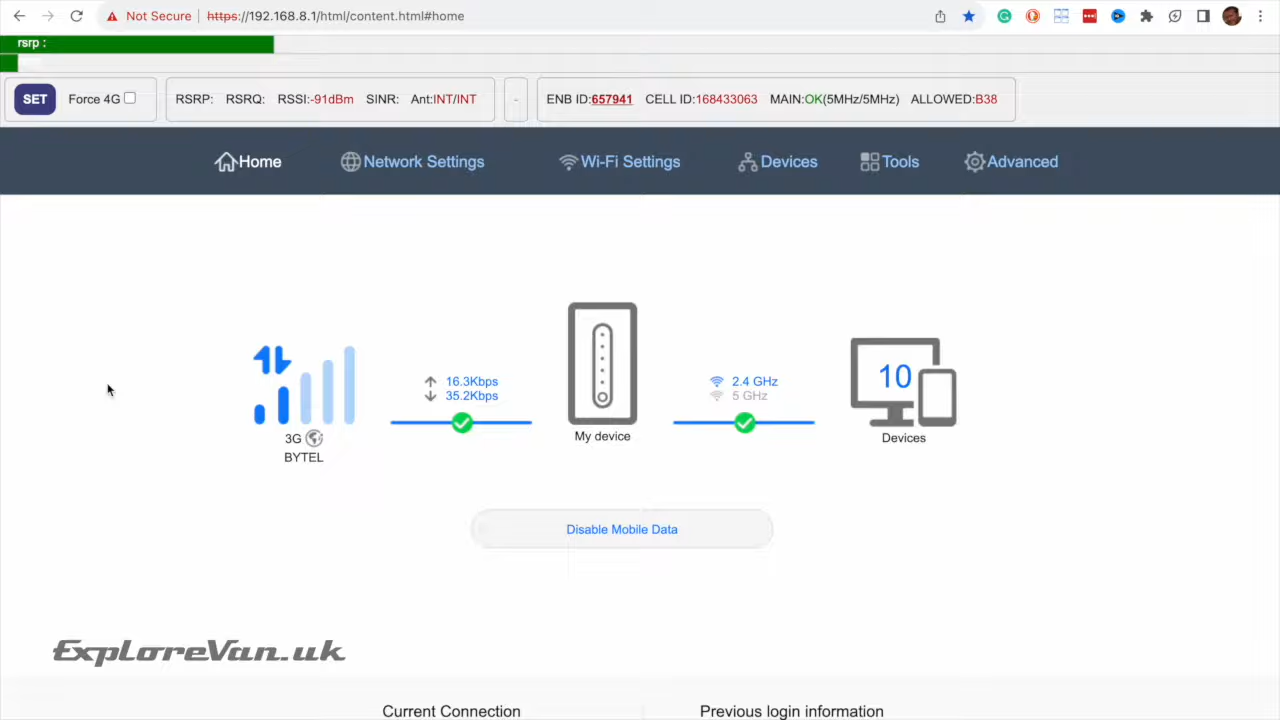 Not Secure https://192.168.8.1/html/content.html#home
rsrp :
SET Force 4G RSRP: RSRQ: RSSI:-91dBm SINR: Ant:INT/INT - ENB ID:657941 CELL ID:168433063 MAIN:OK(5MHz/5MHz) ALLOWED:B38
Home Network Settings Wi-Fi Settings Devices Tools Advanced
10
16.3Kbps 2.4 GHz
35.2Kbps 5 GHz
3G My device Devices
BYTEL
Disable Mobile Data
ExploreVan.uk
Current Connection Previous login information